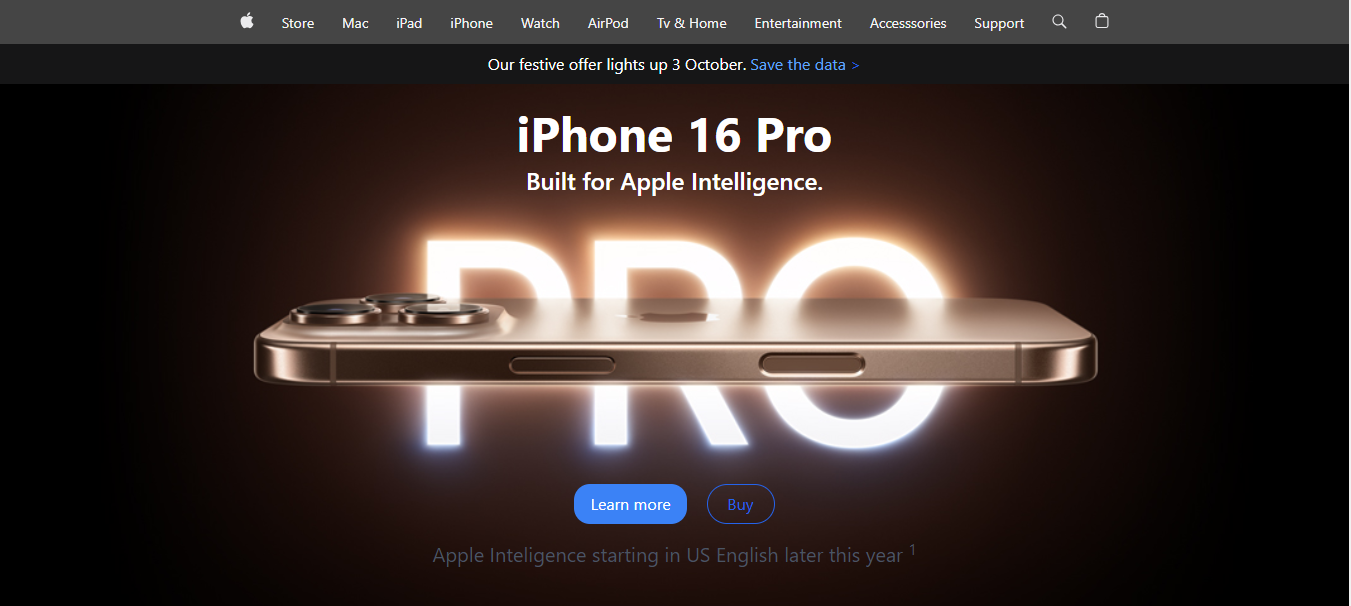 Store Mac iPad iPhone Watch AirPod Tv & Home Entertainment Accesssories Support
Our festive offer lights up 3 October. Save the data >
iPhone 16 Pro
Built for Apple Intelligence.
PRO
Learn more Buy
Apple Inteligence starting in US English later this year 1